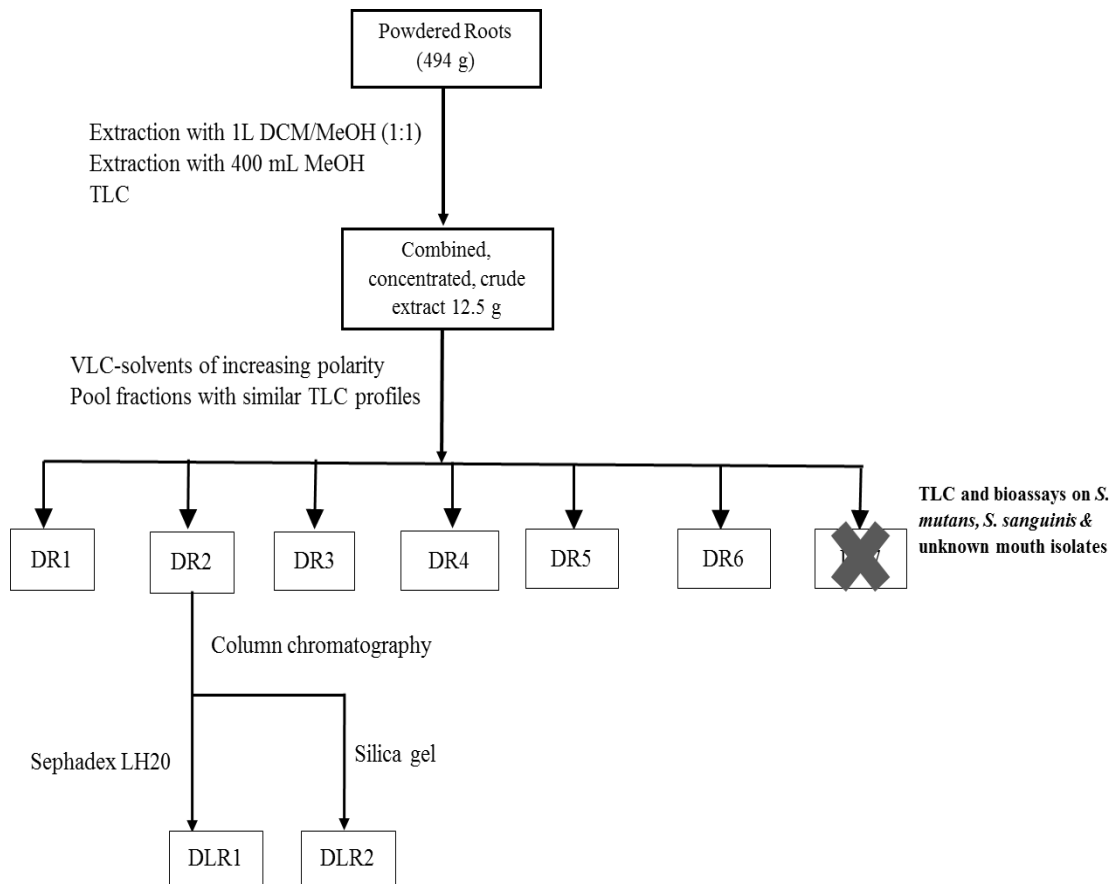 Powdered Roots
(494 g)
Extraction with 1L DCM/MeOH (1:1)
Extraction with 400 mL MeOH
TLC
Combined,
concentrated, crude
extract 12.5 g
VLC-solvents of increasing polarity
Pool fractions with similar TLC profiles
DR1
DR2
DR3
DR4
DR5
DR6
TLC and bioassays on S.
mutans, S. sanguinis &
unknown mouth isolates
Column chromatography
Sephadex LH20
Silica gel
DLR1
DLR2